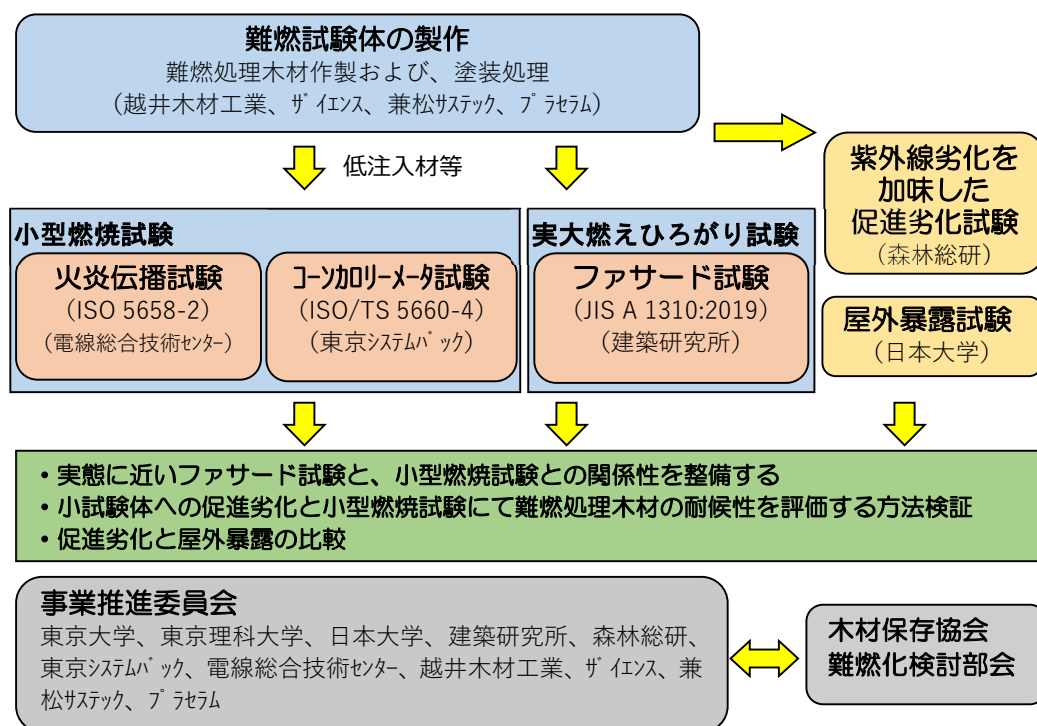 難燃試験体の製作
難燃処理木材作製および、塗装処理
(越井木材工業、ｻﾞｲｴﾝｽ、兼松ｻｽﾃｯｸ、ﾌﾟﾗｾﾗﾑ)
低注入材等
紫外線劣化を
加味した
促進劣化試験
(森林総研)
小型燃焼試験
火炎伝播試験
(ISO 5658-2)
(電線総合技術ｾﾝﾀｰ)
ｺｰﾝｶﾛﾘｰﾒｰﾀ試験
(ISO/TS 5660-4)
(東京ｼｽﾃﾑﾊﾞｯｸ)
実大燃えひろがり試験
ファサード試験
(JIS A 1310:2019)
(建築研究所)
屋外暴露試験
(日本大学)
・実態に近いファサード試験と、小型燃焼試験との関係性を整備する
・小試験体への促進劣化と小型燃焼試験にて難燃処理木材の耐候性を評価する方法検証
・促進劣化と屋外暴露の比較
事業推進委員会
東京大学、東京理科大学、日本大学、建築研究所、森林総研、
東京ｼｽﾃﾑﾊﾞｯｸ、電線総合技術ｾﾝﾀｰ、越井木材工業、ｻﾞｲｴﾝｽ、兼
松ｻｽﾃｯｸ、ﾌﾟﾗｾﾗﾑ
木材保存協会
難燃化検討部会